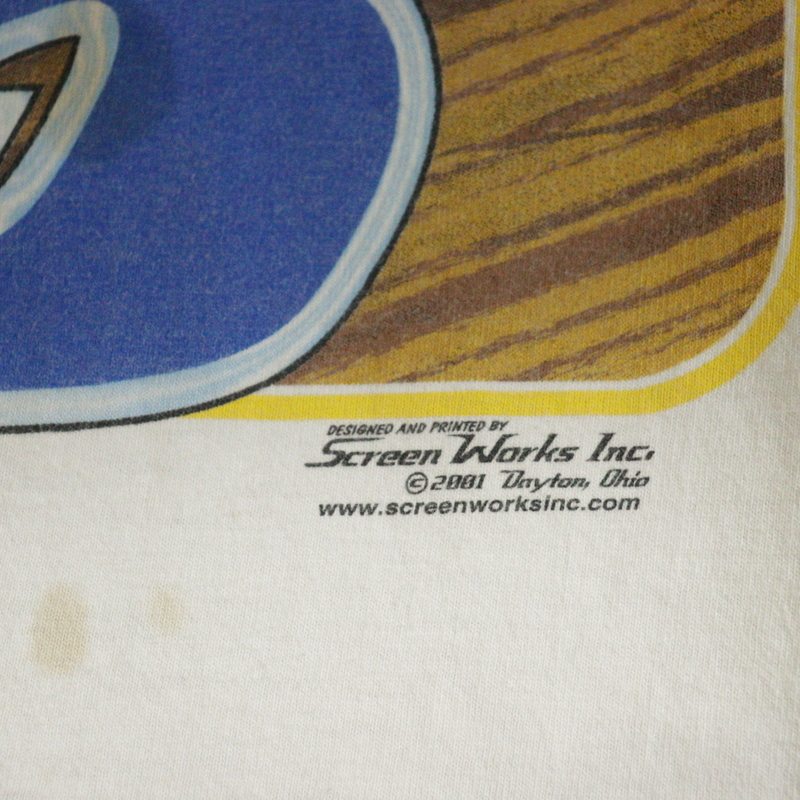 DESIGNED AND PRINTED BY
Screen Works Inc.
©2001 Dayton, Ohio
www.screenworksinc.com